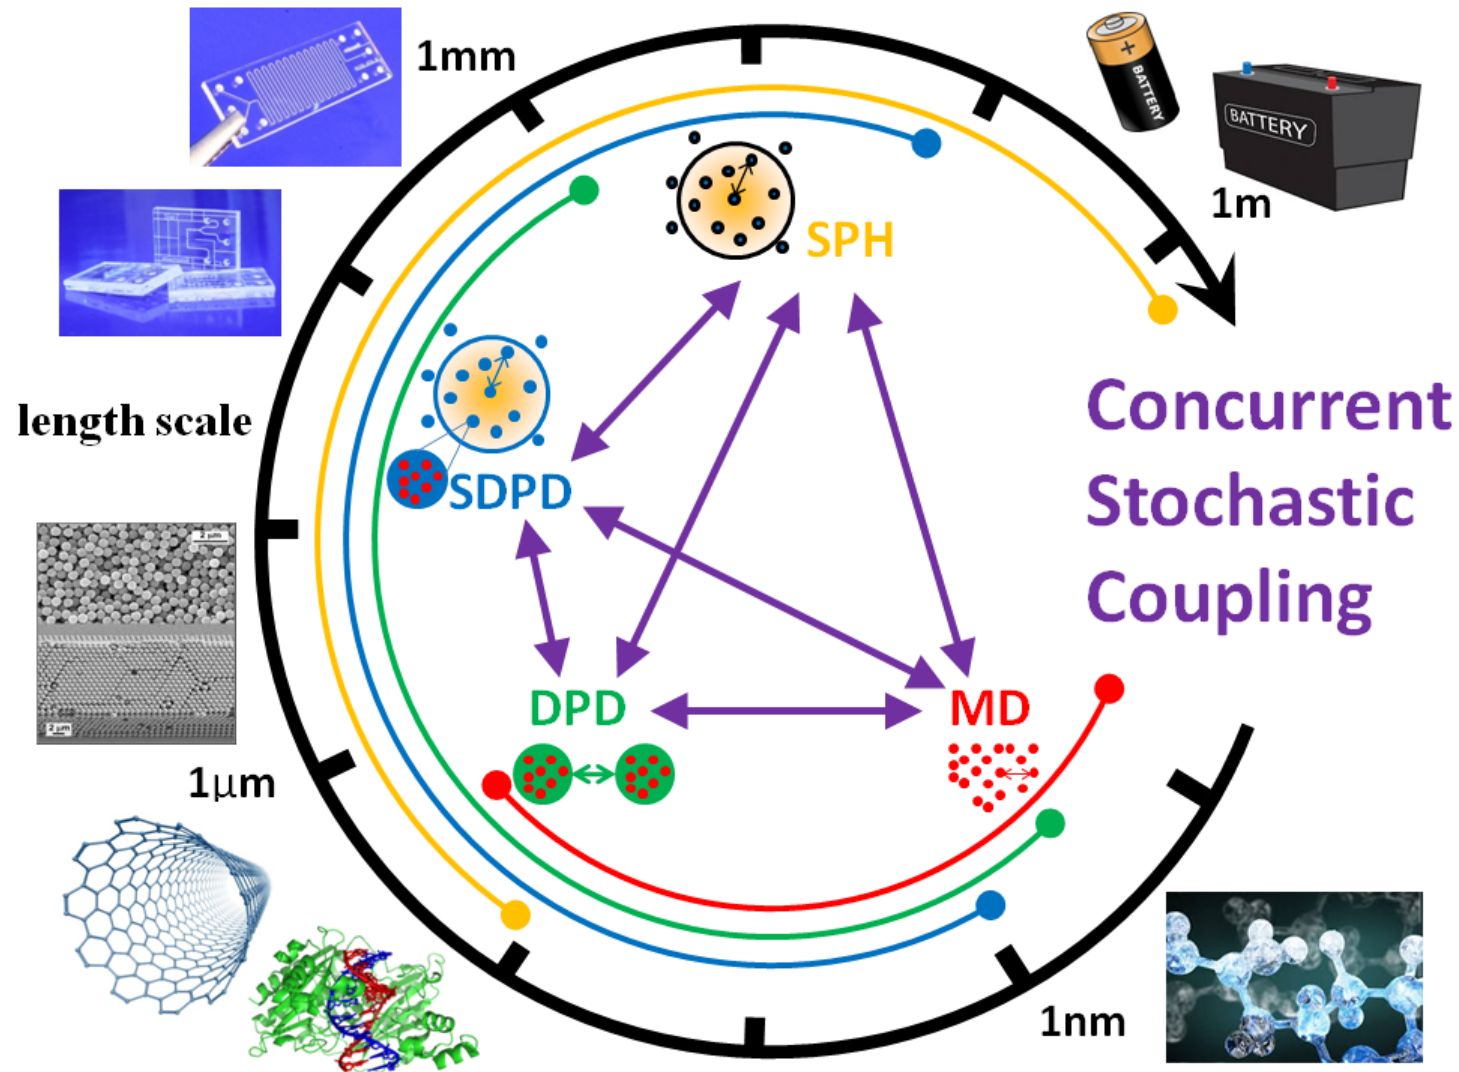 1mm
BATTERY
BATTERY
1m
SPH
Concurrent
Stochastic
Coupling
length scale
SDPD
2 μm
2 μm
DPD
MD
1μm
1nm